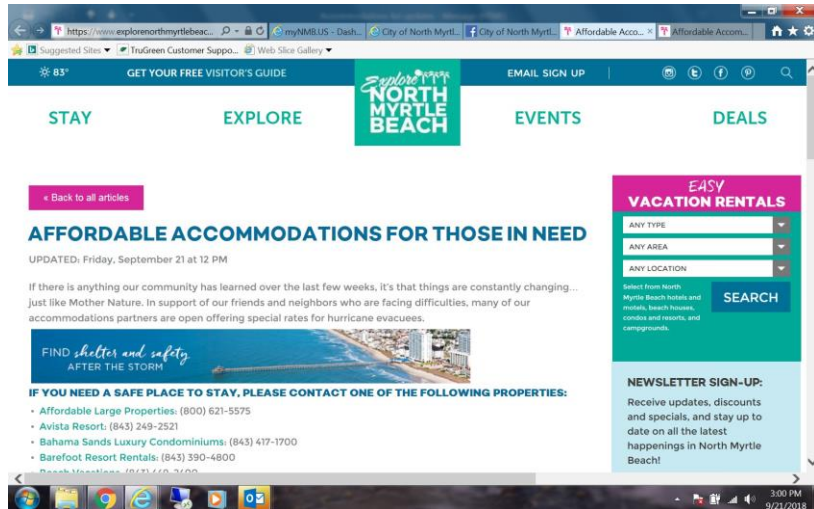 https://www.explorenorthmyrtlebeac...
myNMB.US - Dash...
City of North Myrtl...
City of North Myrtl...
Affordable Acco...
Affordable Accom...
Suggested Sites
TruGreen Customer Suppo...
Web Slice Gallery
83°
GET YOUR FREE VISITOR'S GUIDE
Explore
NORTH
MYRTLE
BEACH
EMAIL SIGN UP
STAY
EXPLORE
EVENTS
DEALS
« Back to all articles
AFFORDABLE ACCOMMODATIONS FOR THOSE IN NEED
UPDATED: Friday, September 21 at 12 PM
If there is anything our community has learned over the last few weeks, it's that things are constantly changing...
just like Mother Nature. In support of our friends and neighbors who are facing difficulties, many of our
accommodations partners are open offering special rates for hurricane evacuees.
FIND shelter and safety
AFTER THE STORM
IF YOU NEED A SAFE PLACE TO STAY, PLEASE CONTACT ONE OF THE FOLLOWING PROPERTIES:
• Affordable Large Properties: (800) 621-5575
• Avista Resort: (843) 249-2521
• Bahama Sands Luxury Condominiums: (843) 417-1700
• Barefoot Resort Rentals: (843) 390-4800
EASY
VACATION RENTALS
ANY TYPE
ANY AREA
ANY LOCATION
Select from North
Myrtle Beach hotels and
motels, beach houses,
condos and resorts, and
campgrounds.
SEARCH
NEWSLETTER SIGN-UP:
Receive updates, discounts
and specials, and stay up to
date on all the latest
happenings in North Myrtle
Beach!
3:00 PM
9/21/2018